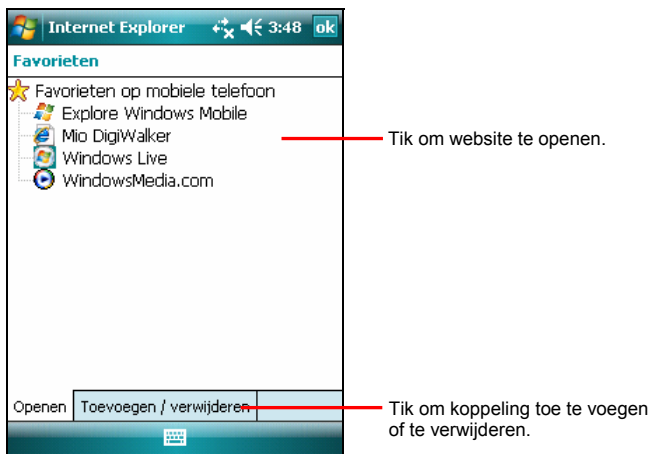 Internet Explorer 3:48 ok
Favorieten
Favorieten op mobiele telefoon
Explore Windows Mobile
Mio DigiWalker
Windows Live
WindowsMedia.com
Tik om website te openen.
Openen Toevoegen / verwijderen
Tik om koppeling toe te voegen
of te verwijderen.